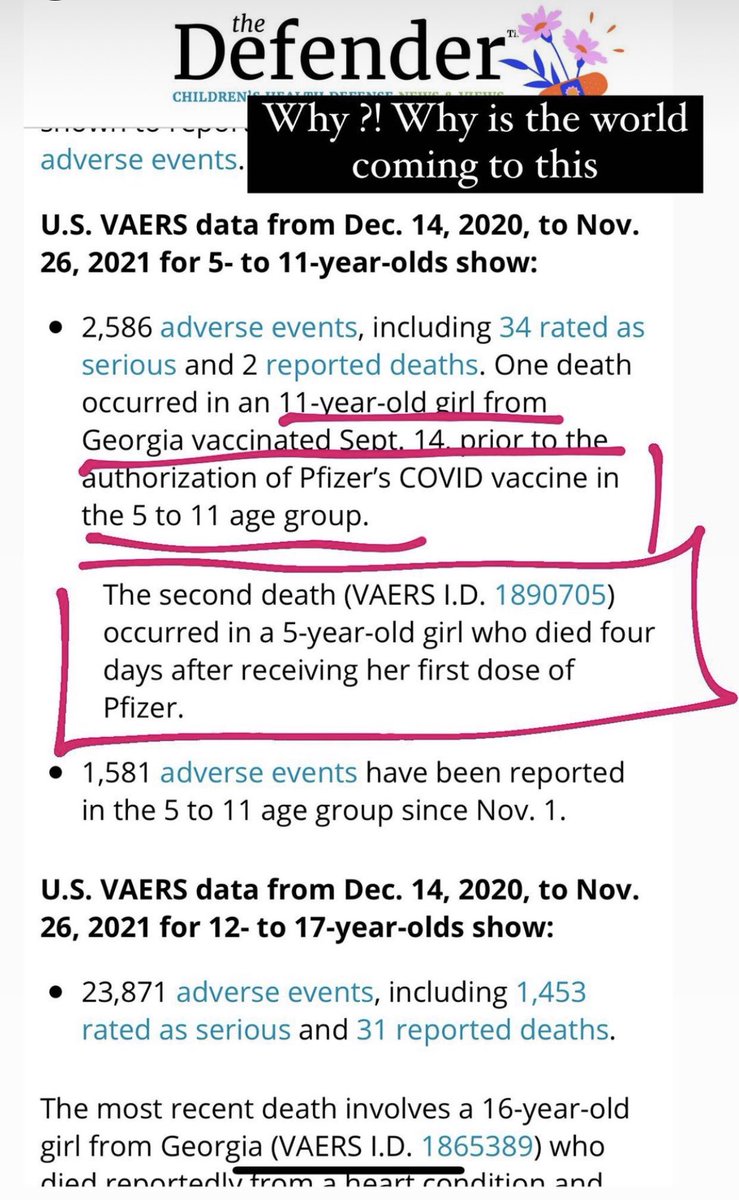 the
Defender
CHILDREN'S HEALTH DEFENSE NEWS & VIEWS
Why ?! Why is the world
coming to this
adverse events.
U.S. VAERS data from Dec. 14, 2020, to Nov.
26, 2021 for 5- to 11-year-olds show:
• 2,586 adverse events, including 34 rated as
serious and 2 reported deaths. One death
occurred in an 11-year-old girl from
Georgia vaccinated Sept. 14, prior to the
authorization of Pfizer’s COVID vaccine in
the 5 to 11 age group.
The second death (VAERS I.D. 1890705)
occurred in a 5-year-old girl who died four
days after receiving her first dose of
Pfizer.
• 1,581 adverse events have been reported
in the 5 to 11 age group since Nov. 1.
U.S. VAERS data from Dec. 14, 2020, to Nov.
26, 2021 for 12- to 17-year-olds show:
• 23,871 adverse events, including 1,453
rated as serious and 31 reported deaths.
The most recent death involves a 16-year-old
girl from Georgia (VAERS I.D. 1865389) who
died reportedly from a heart condition and